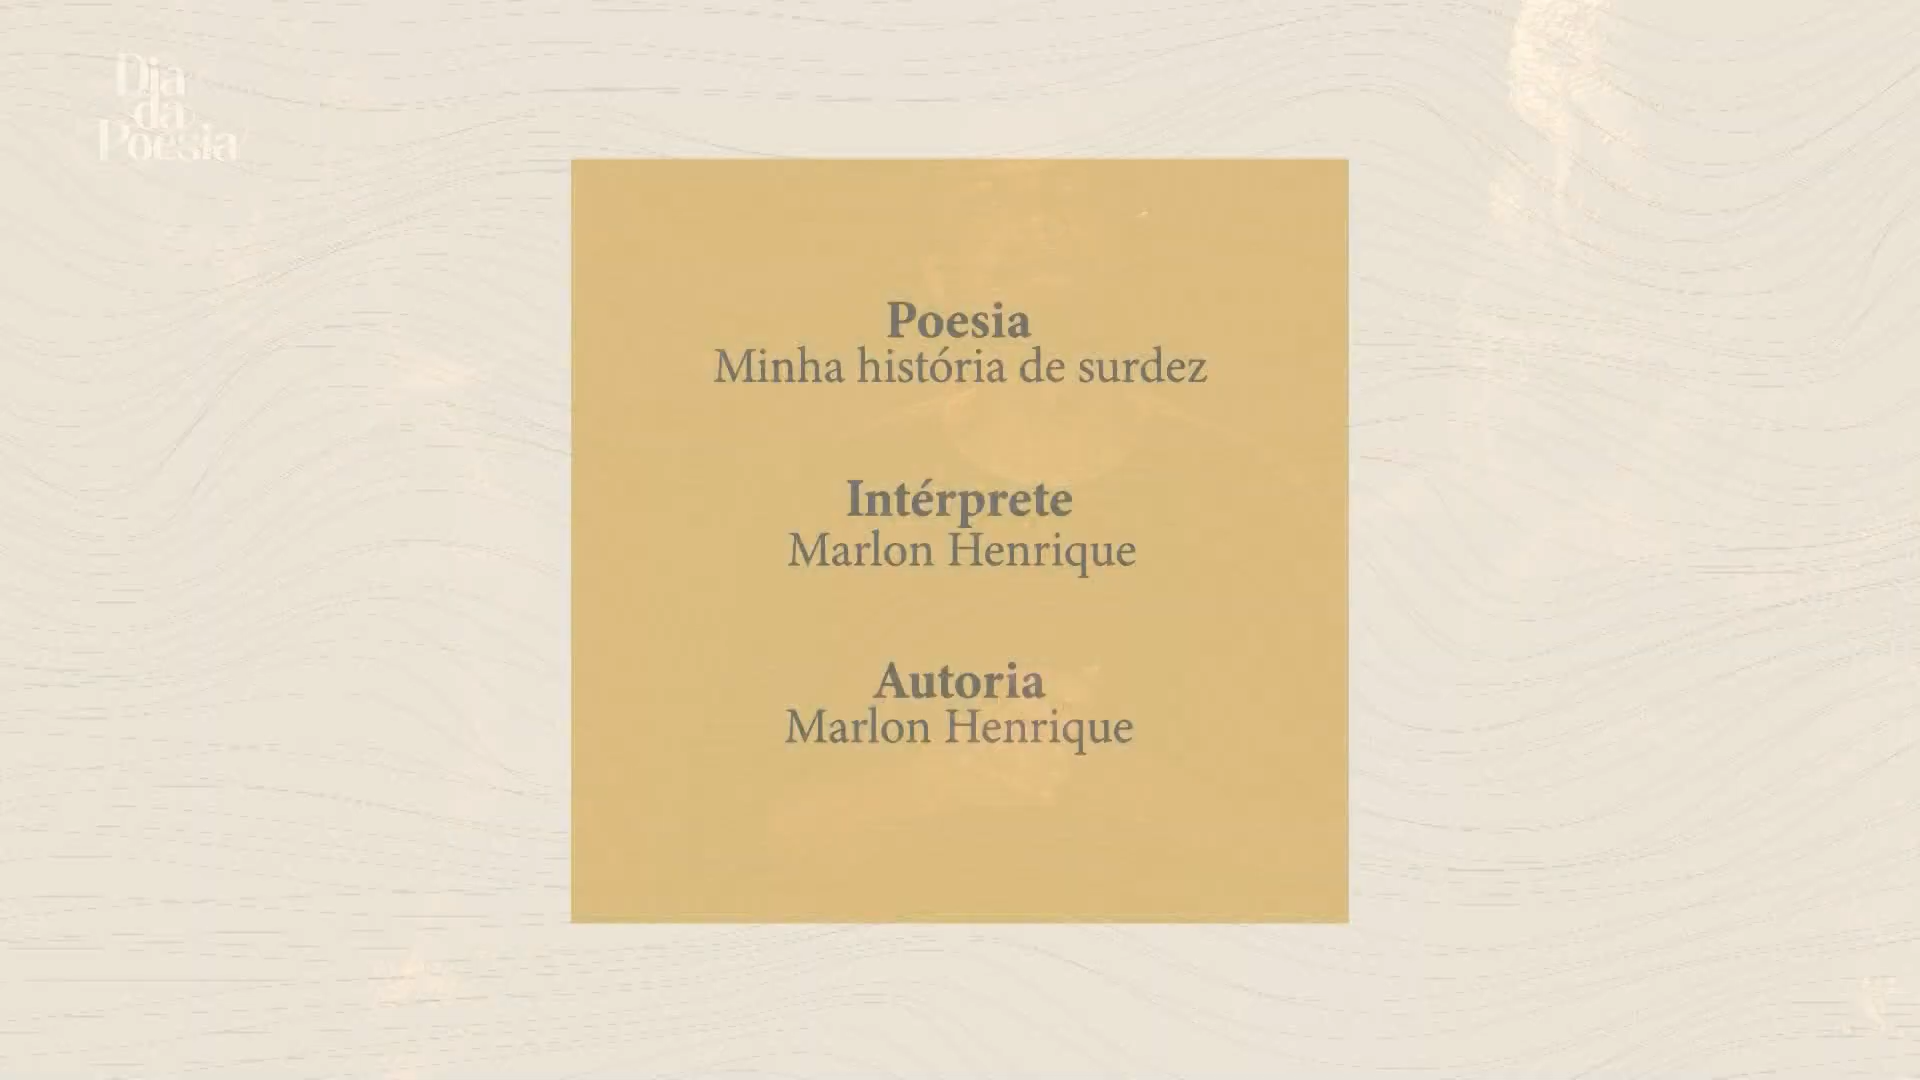 Dia
da
Poesia
Poesia
Minha história de surdez
Intérprete
Marlon Henrique
Autoria
Marlon Henrique